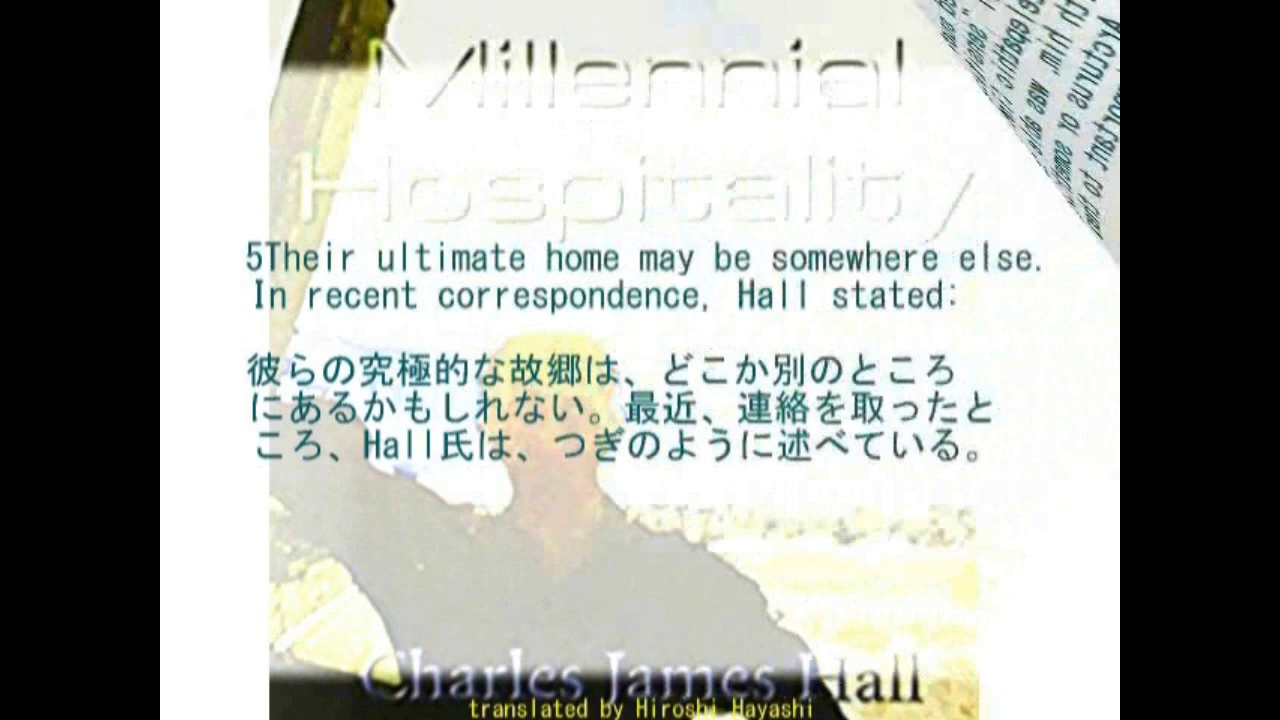 Millennial
Hospitality
5Their ultimate home may be somewhere else.
In recent correspondence, Hall stated:
彼らの究極的な故郷は、どこか別のところ
にあるかもしれない。最近、連絡を取ったと
ころ、Hall氏は、つぎのように述べている。
Charles James Hall
translated by Hiroshi Hayashi